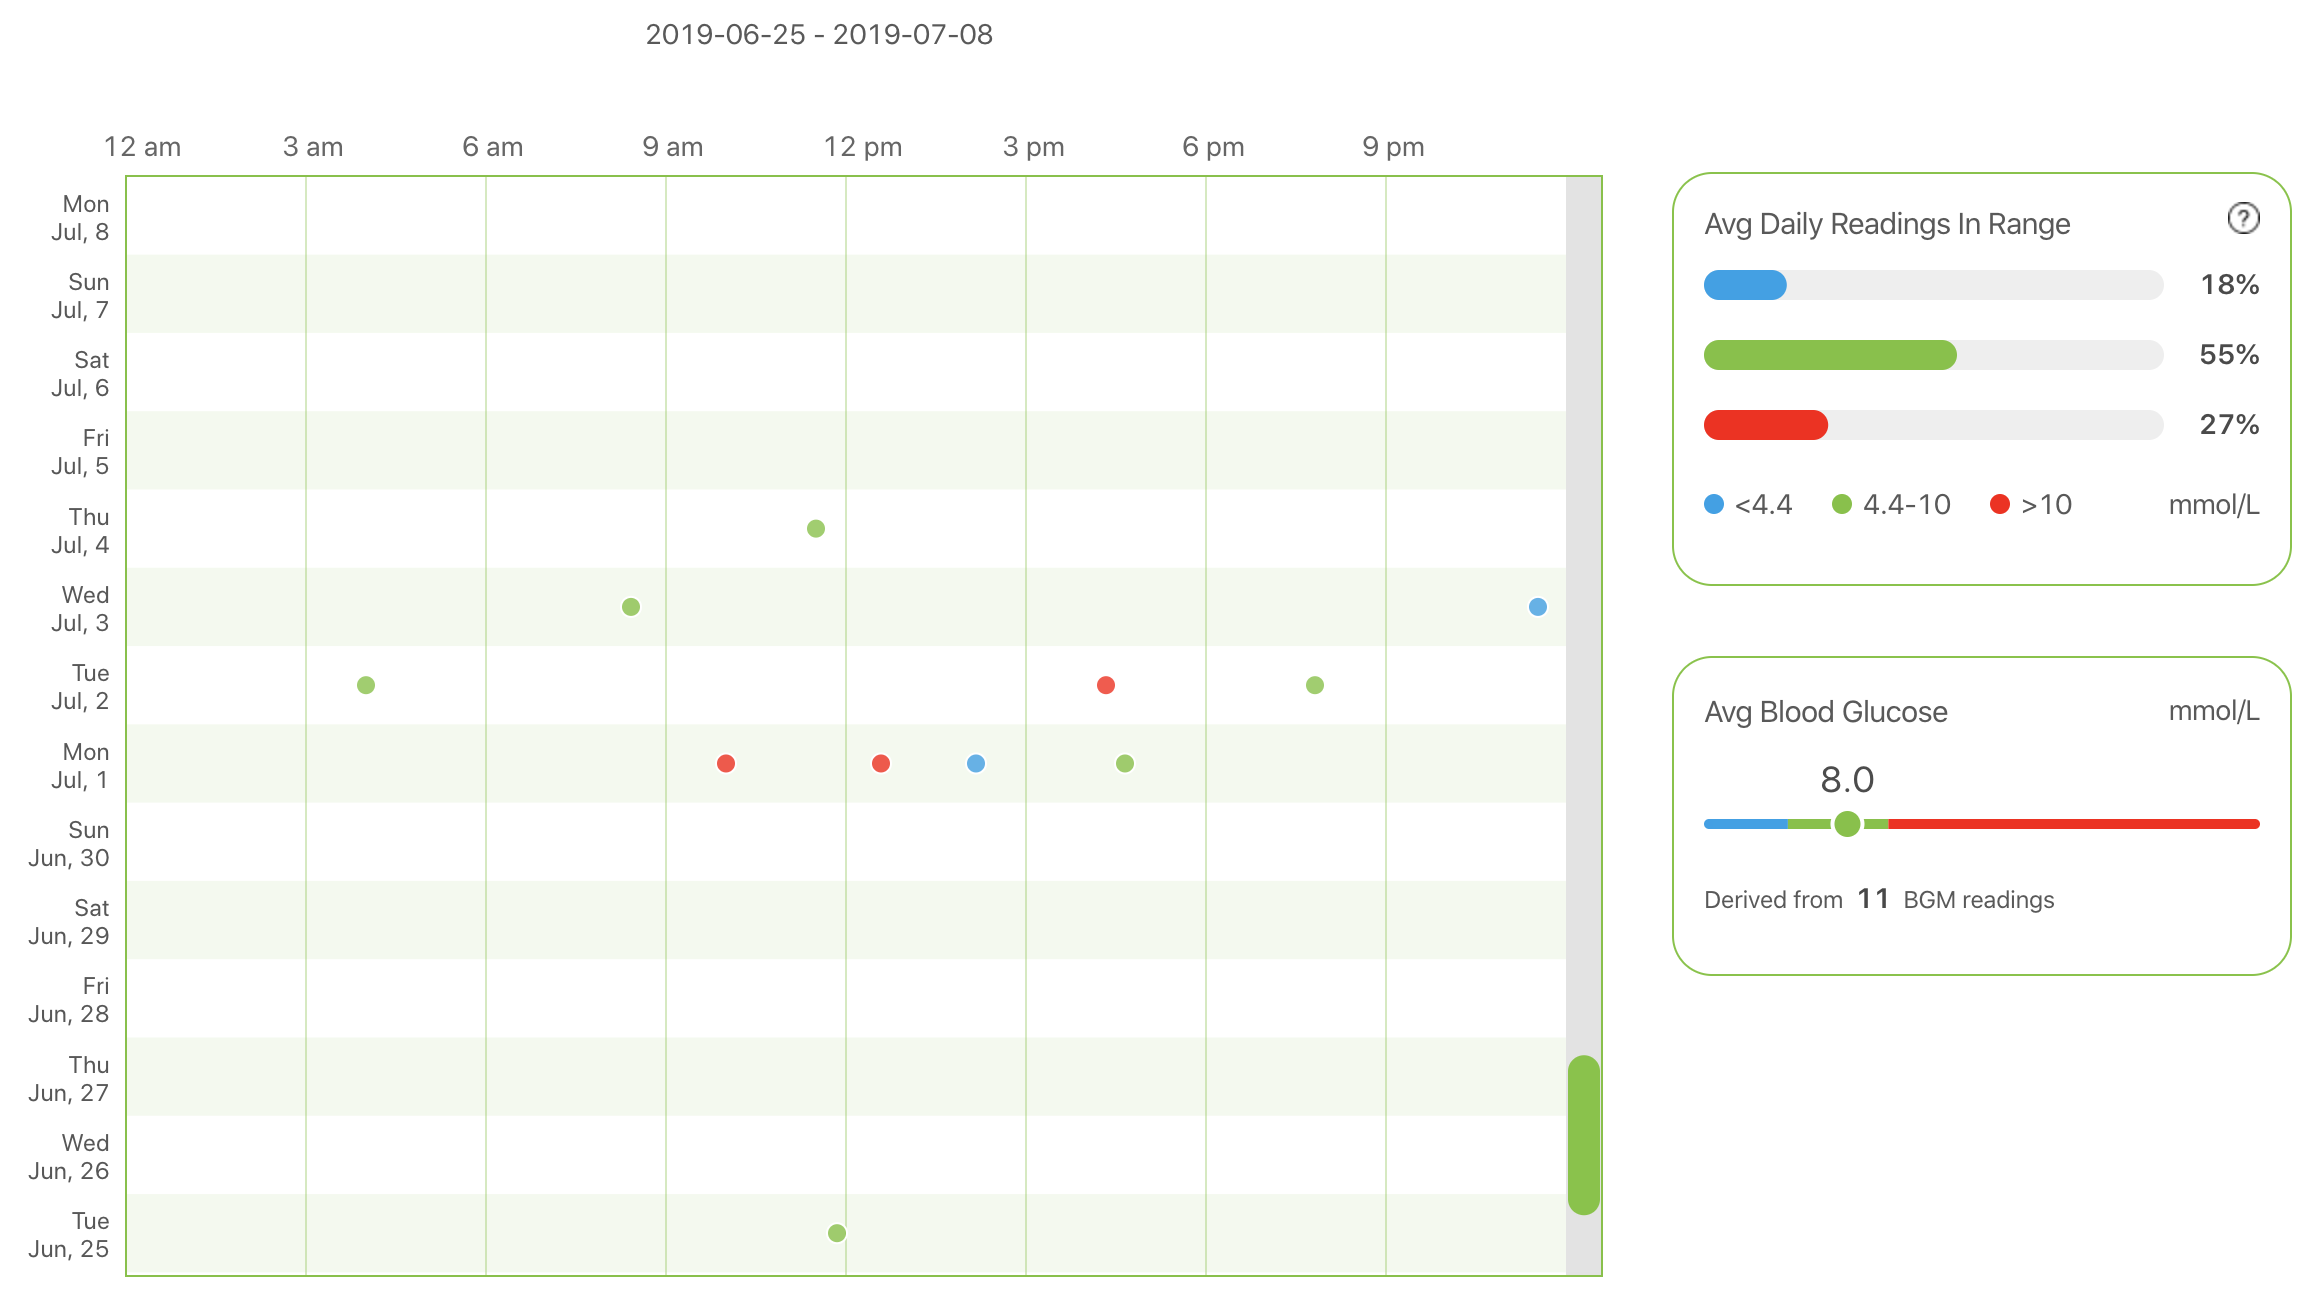 2019-06-25 - 2019-07-08
12 am 3 am 6 am 9 am 12 pm 3 pm 6 pm 9 pm
Mon
Jul, 8
Sun
Jul, 7
Sat
Jul, 6
Fri
Jul, 5
Thu
Jul, 4
Wed
Jul, 3
Tue
Jul, 2
Mon
Jul, 1
Sun
Jun, 30
Sat
Jun, 29
Fri
Jun, 28
Thu
Jun, 27
Wed
Jun, 26
Tue
Jun, 25
Avg Daily Readings In Range ?
18%
55%
27%
<4.4 4.4-10 >10 mmol/L
Avg Blood Glucose mmol/L
8.0
Derived from 11 BGM readings